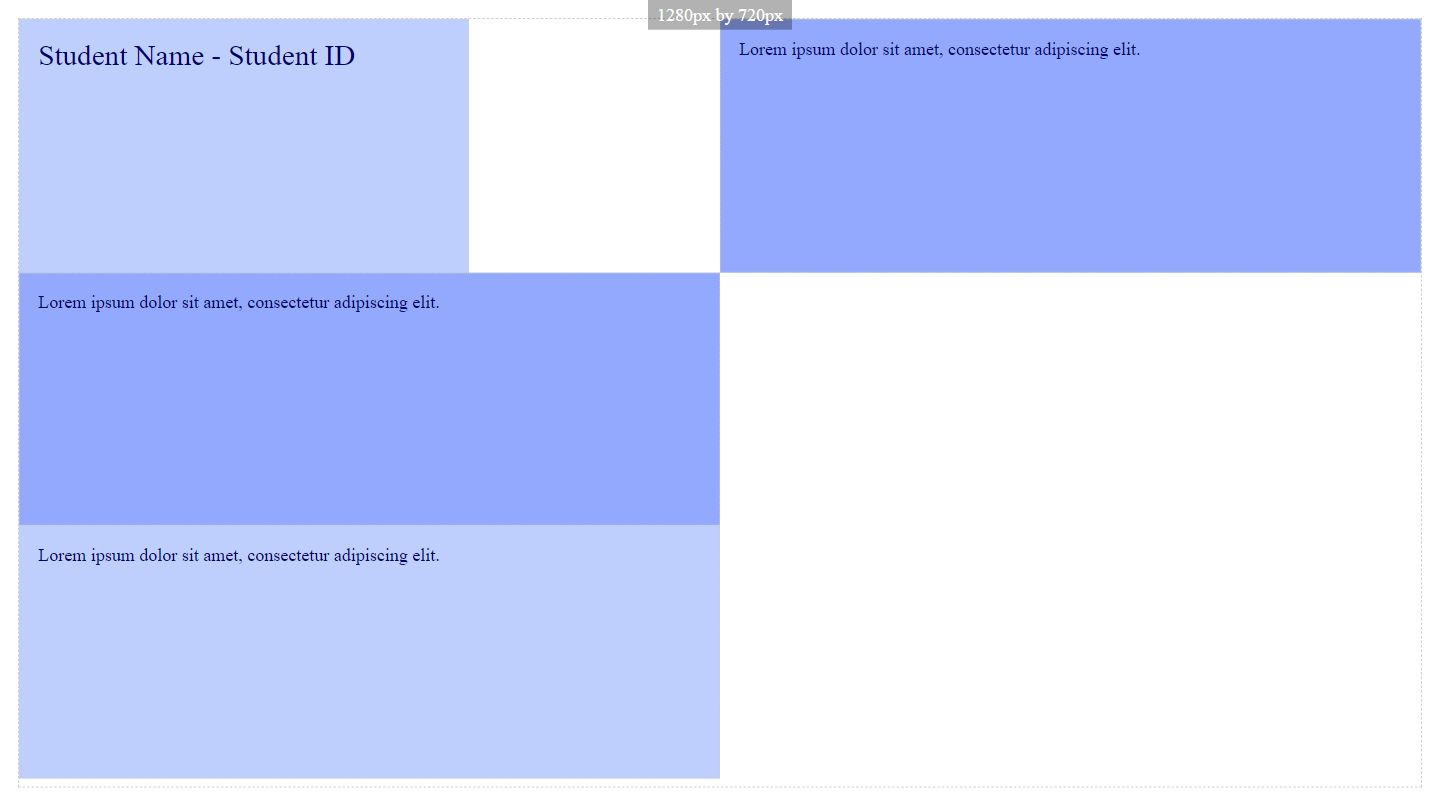 1280px by 720px
Student Name - Student ID
Lorem ipsum dolor sit amet, consectetur adipiscing elit.
Lorem ipsum dolor sit amet, consectetur adipiscing elit.
Lorem ipsum dolor sit amet, consectetur adipiscing elit.